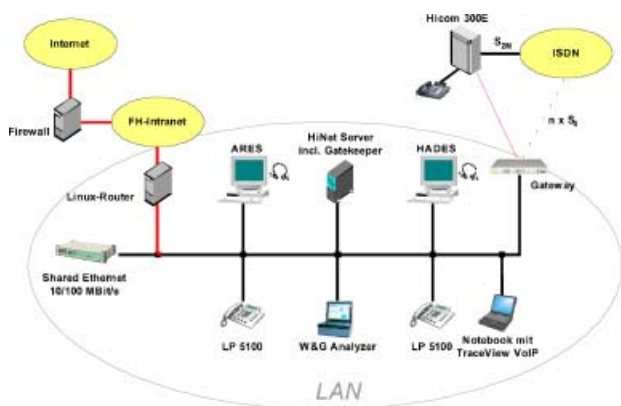 Hicom 300E
Internet
S2M
ISDN
Firewall
FH-Intranet
n x S0
HiNet Server
incl. Gatekeeper
ARES
HADES
Linux-Router
Gateway
Shared Ethernet
10/100 MBit/s
LP 5100
W&G Analyzer
LP 5100
Notebook mit
TraceView VoIP
LAN